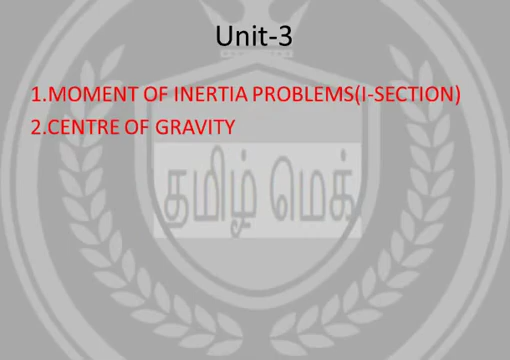 Unit-3
1.MOMENT OF INERTIA PROBLEMS(I-SECTION)
2.CENTRE OF GRAVITY
தமிழ் மெக்